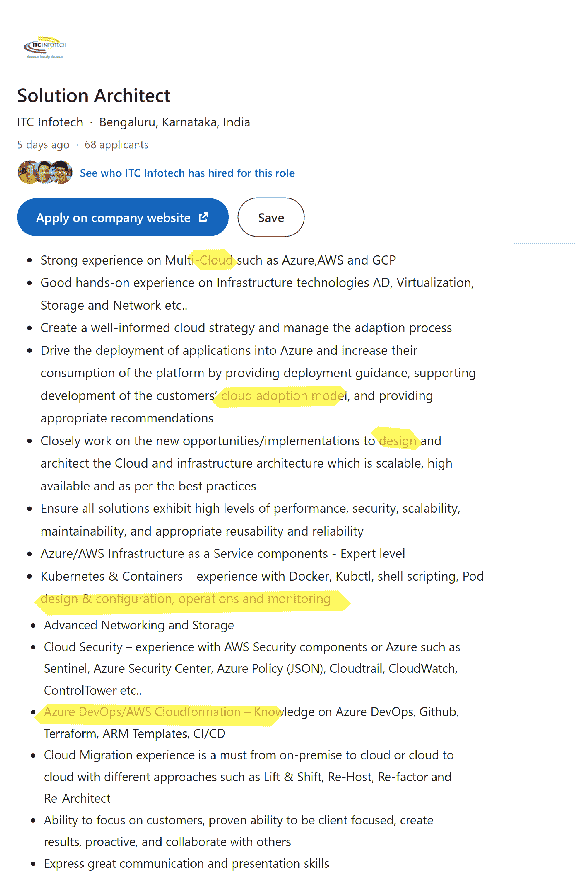 ITC INFOTECH
Solution Architect
ITC Infotech · Bengaluru, Karnataka, India
5 days ago · 68 applicants
See who ITC Infotech has hired for this role
Apply on company website
Save
• Strong experience on Multi-Cloud such as Azure,AWS and GCP
• Good hands-on experience on Infrastructure technologies AD, Virtualization,
Storage and Network etc..
• Create a well-informed cloud strategy and manage the adaption process
• Drive the deployment of applications into Azure and increase their
consumption of the platform by providing deployment guidance, supporting
development of the customers' cloud adoption model, and providing
appropriate recommendations
• Closely work on the new opportunities/implementations to design and
architect the Cloud and infrastructure architecture which is scalable, high
available and as per the best practices
• Ensure all solutions exhibit high levels of performance, security, scalability,
maintainability, and appropriate reusability and reliability
• Azure/AWS Infrastructure as a Service components - Expert level
• Kubernetes & Containers – experience with Docker, Kubctl, shell scripting, Pod
design & configuration, operations and monitoring
• Advanced Networking and Storage
• Cloud Security – experience with AWS Security components or Azure such as
Sentinel, Azure Security Center, Azure Policy (JSON), Cloudtrail, CloudWatch,
ControlTower etc..
• Azure DevOps/AWS Cloudformation – Knowledge on Azure DevOps, Github,
Terraform, ARM Templates, CI/CD
• Cloud Migration experience is a must from on-premise to cloud or cloud to
cloud with different approaches such as Lift & Shift, Re-Host, Re-factor and
Re-Architect
• Ability to focus on customers, proven ability to be client focused, create
results, proactive, and collaborate with others
• Express great communication and presentation skills